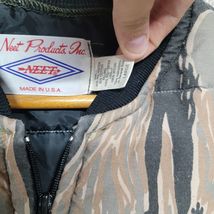 Neet Products, Inc.
NEET
MADE IN U.S.A.